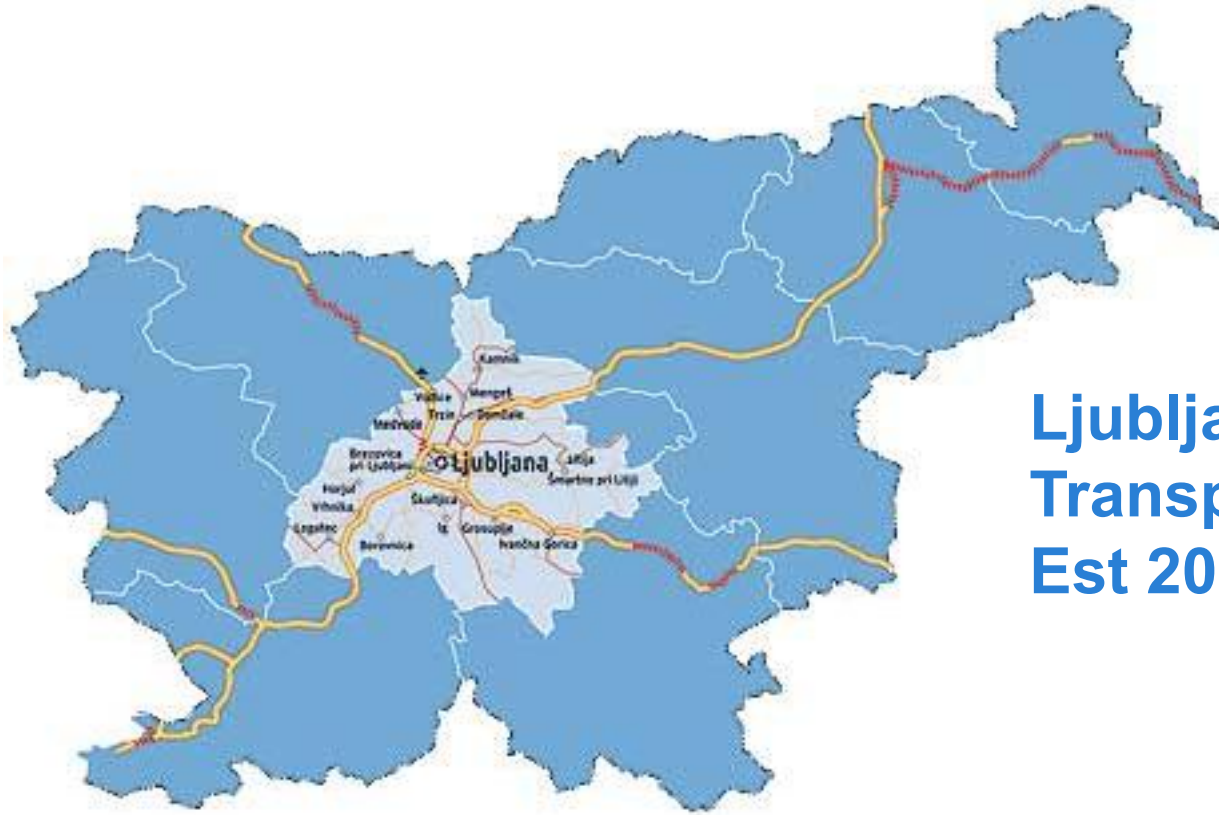 Kamnik
Vodice
Mengeš
Trzin
Domžale
Medvode
Brezovica
pri Ljubljani
Ljubljana
Litija
Šmartno pri Litiji
Horjul
Vrhnika
Škofljica
Logatec
Ig
Grosuplje
Borovnica
Ivančna Gorica
Ljublja
Transp
Est 20